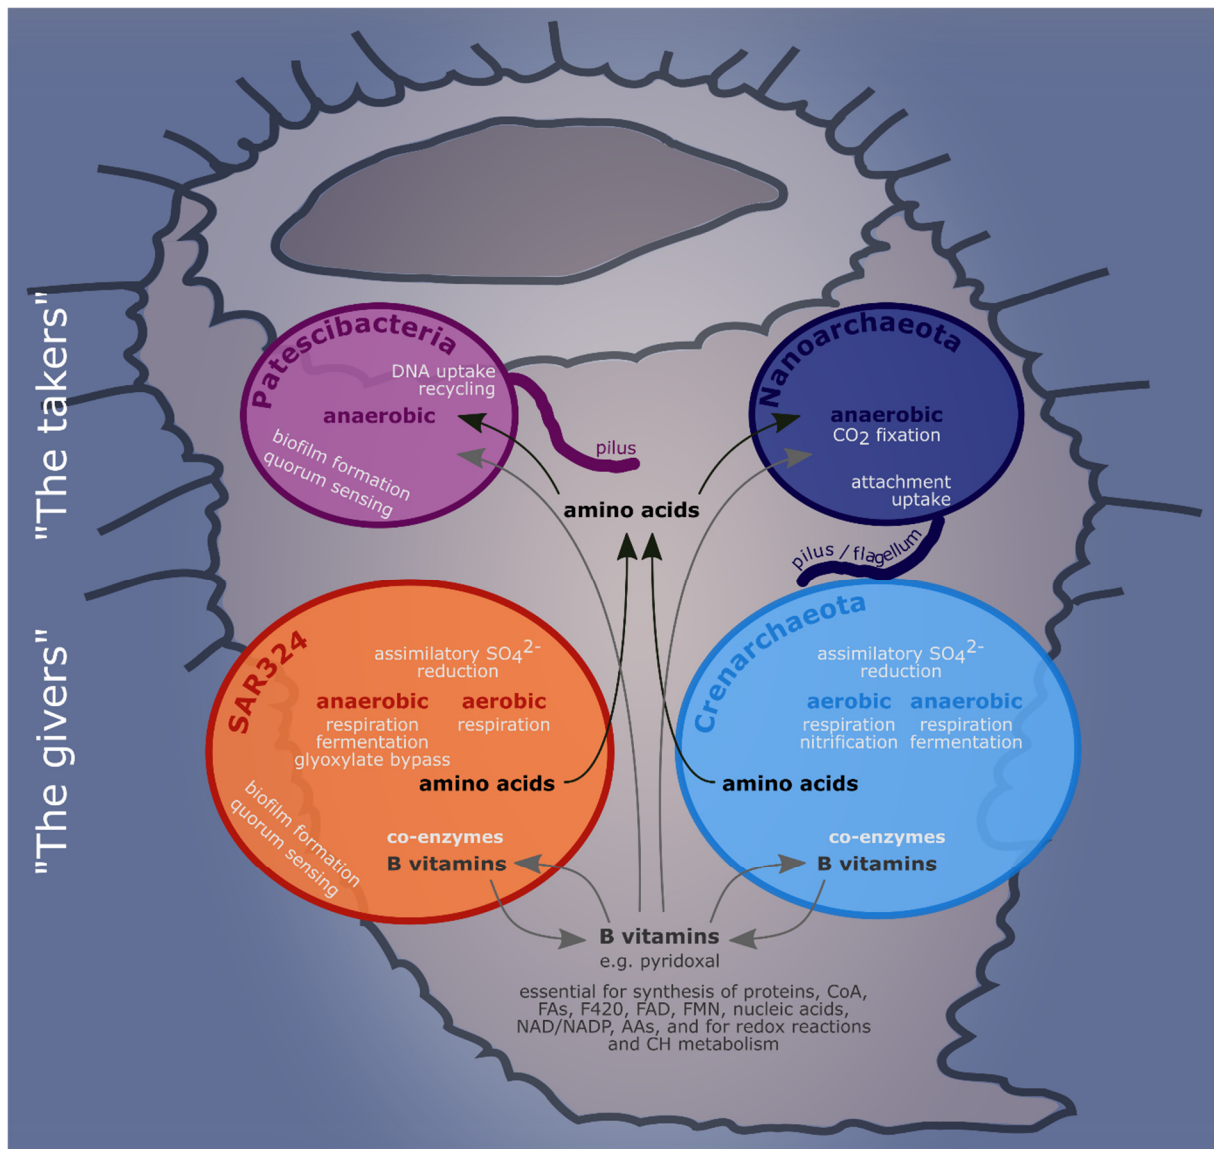 "The takers"
Patescibacteria
DNA uptake
recycling
anaerobic
biofilm formation
quorum sensing
pilus
Nanoarchaeota
anaerobic
CO2 fixation
attachment
uptake
pilus / flagellum
amino acids
"The givers"
SAR324
assimilatory SO4^2-
reduction
anaerobic aerobic
respiration respiration
fermentation
glyoxylate bypass
amino acids
biofilm formation
quorum sensing
co-enzymes
B vitamins
Crenarchaeota
assimilatory SO4^2-
reduction
aerobic anaerobic
respiration respiration
nitrification fermentation
amino acids
co-enzymes
B vitamins
B vitamins
e.g. pyridoxal
essential for synthesis of proteins, CoA,
FAs, F420, FAD, FMN, nucleic acids,
NAD/NADP, AAs, and for redox reactions
and CH metabolism